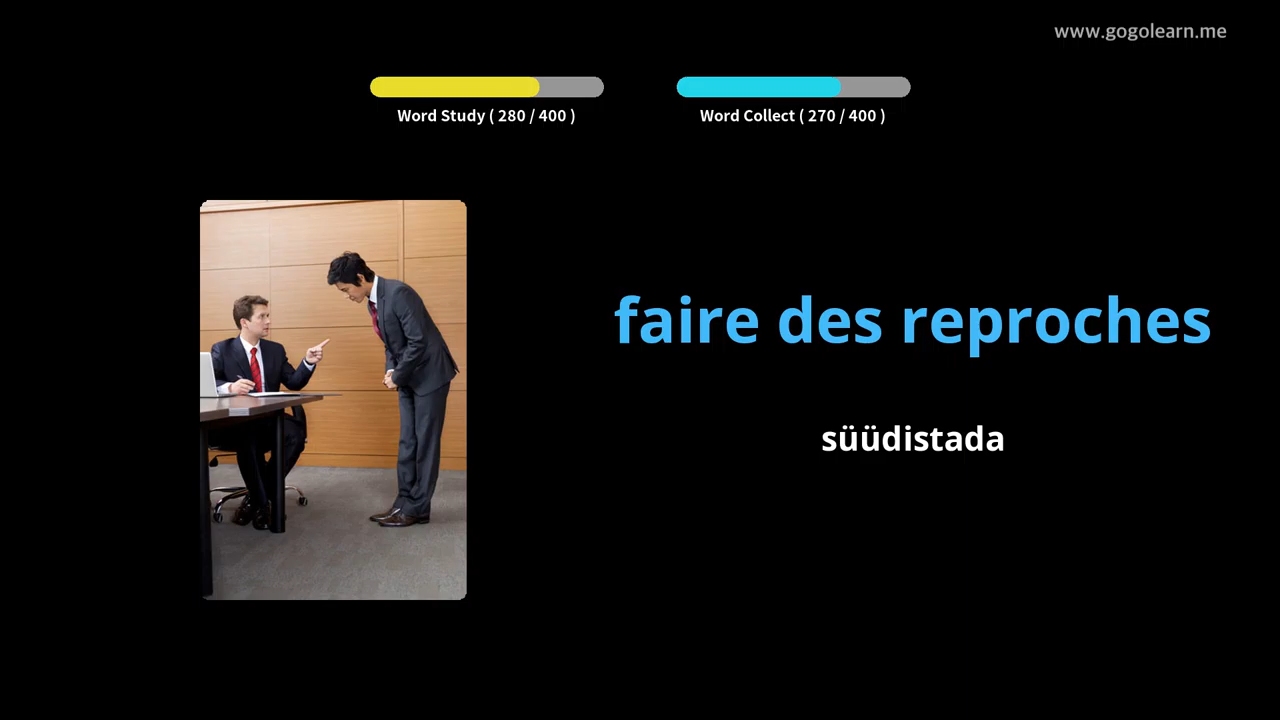 www.gogolearn.me
Word Study ( 280 / 400 )
Word Collect ( 270 / 400 )
faire des reproches
süüdistada